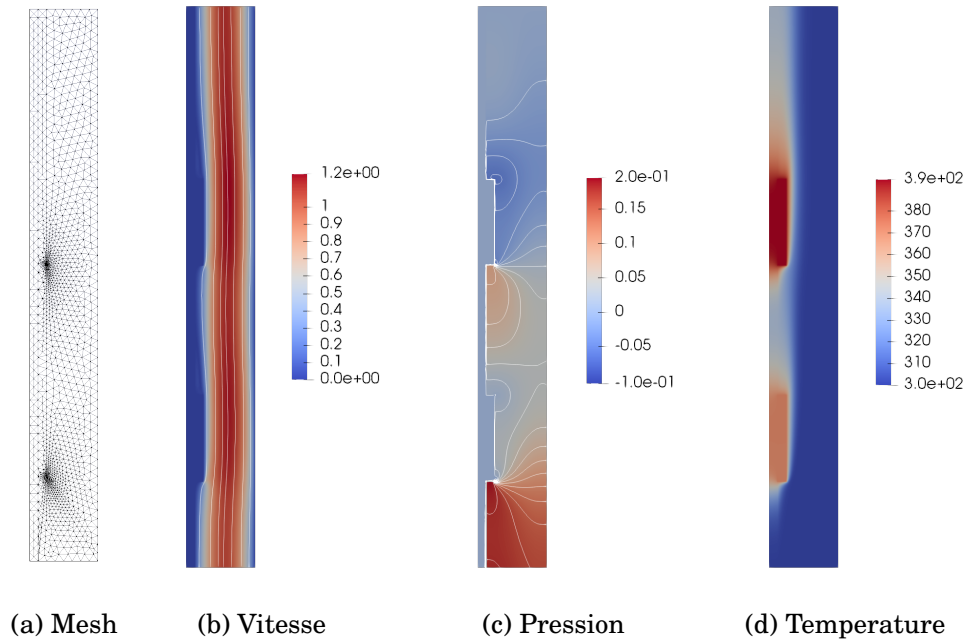 1.2e+00
1
0.9
0.8
0.7
0.6
0.5
0.4
0.3
0.2
0.1
0.0e+00
2.0e-01
0.15
0.1
0.05
0
-0.05
-1.0e-01
3.9e+02
380
370
360
350
340
330
320
310
3.0e+02
(a) Mesh
(b) Vitesse
(c) Pression
(d) Temperature